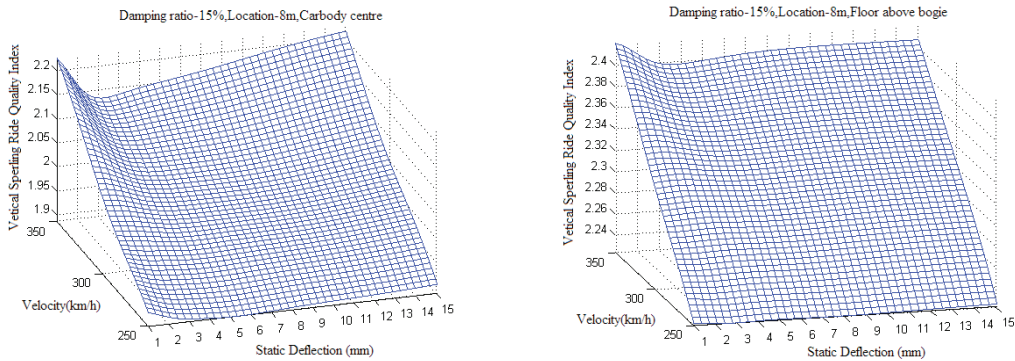 Damping ratio-15%,Location-8m,Carbody centre
Vetical Sperling Ride Quality Index
2.2
2.15
2.1
2.05
2
1.95
1.9
350
300
250
Velocity(km/h)
1 2 3 4 5 6 7 8 9 10 11 12 13 14 15
Static Deflection (mm)
Damping ratio-15%,Location-8m,Floor above bogie
Vetical Sperling Ride Quality Index
2.4
2.38
2.36
2.34
2.32
2.3
2.28
2.26
2.24
350
300
250
Velocity(km/h)
1 2 3 4 5 6 7 8 9 10 11 12 13 14 15
Static Deflection (mm)